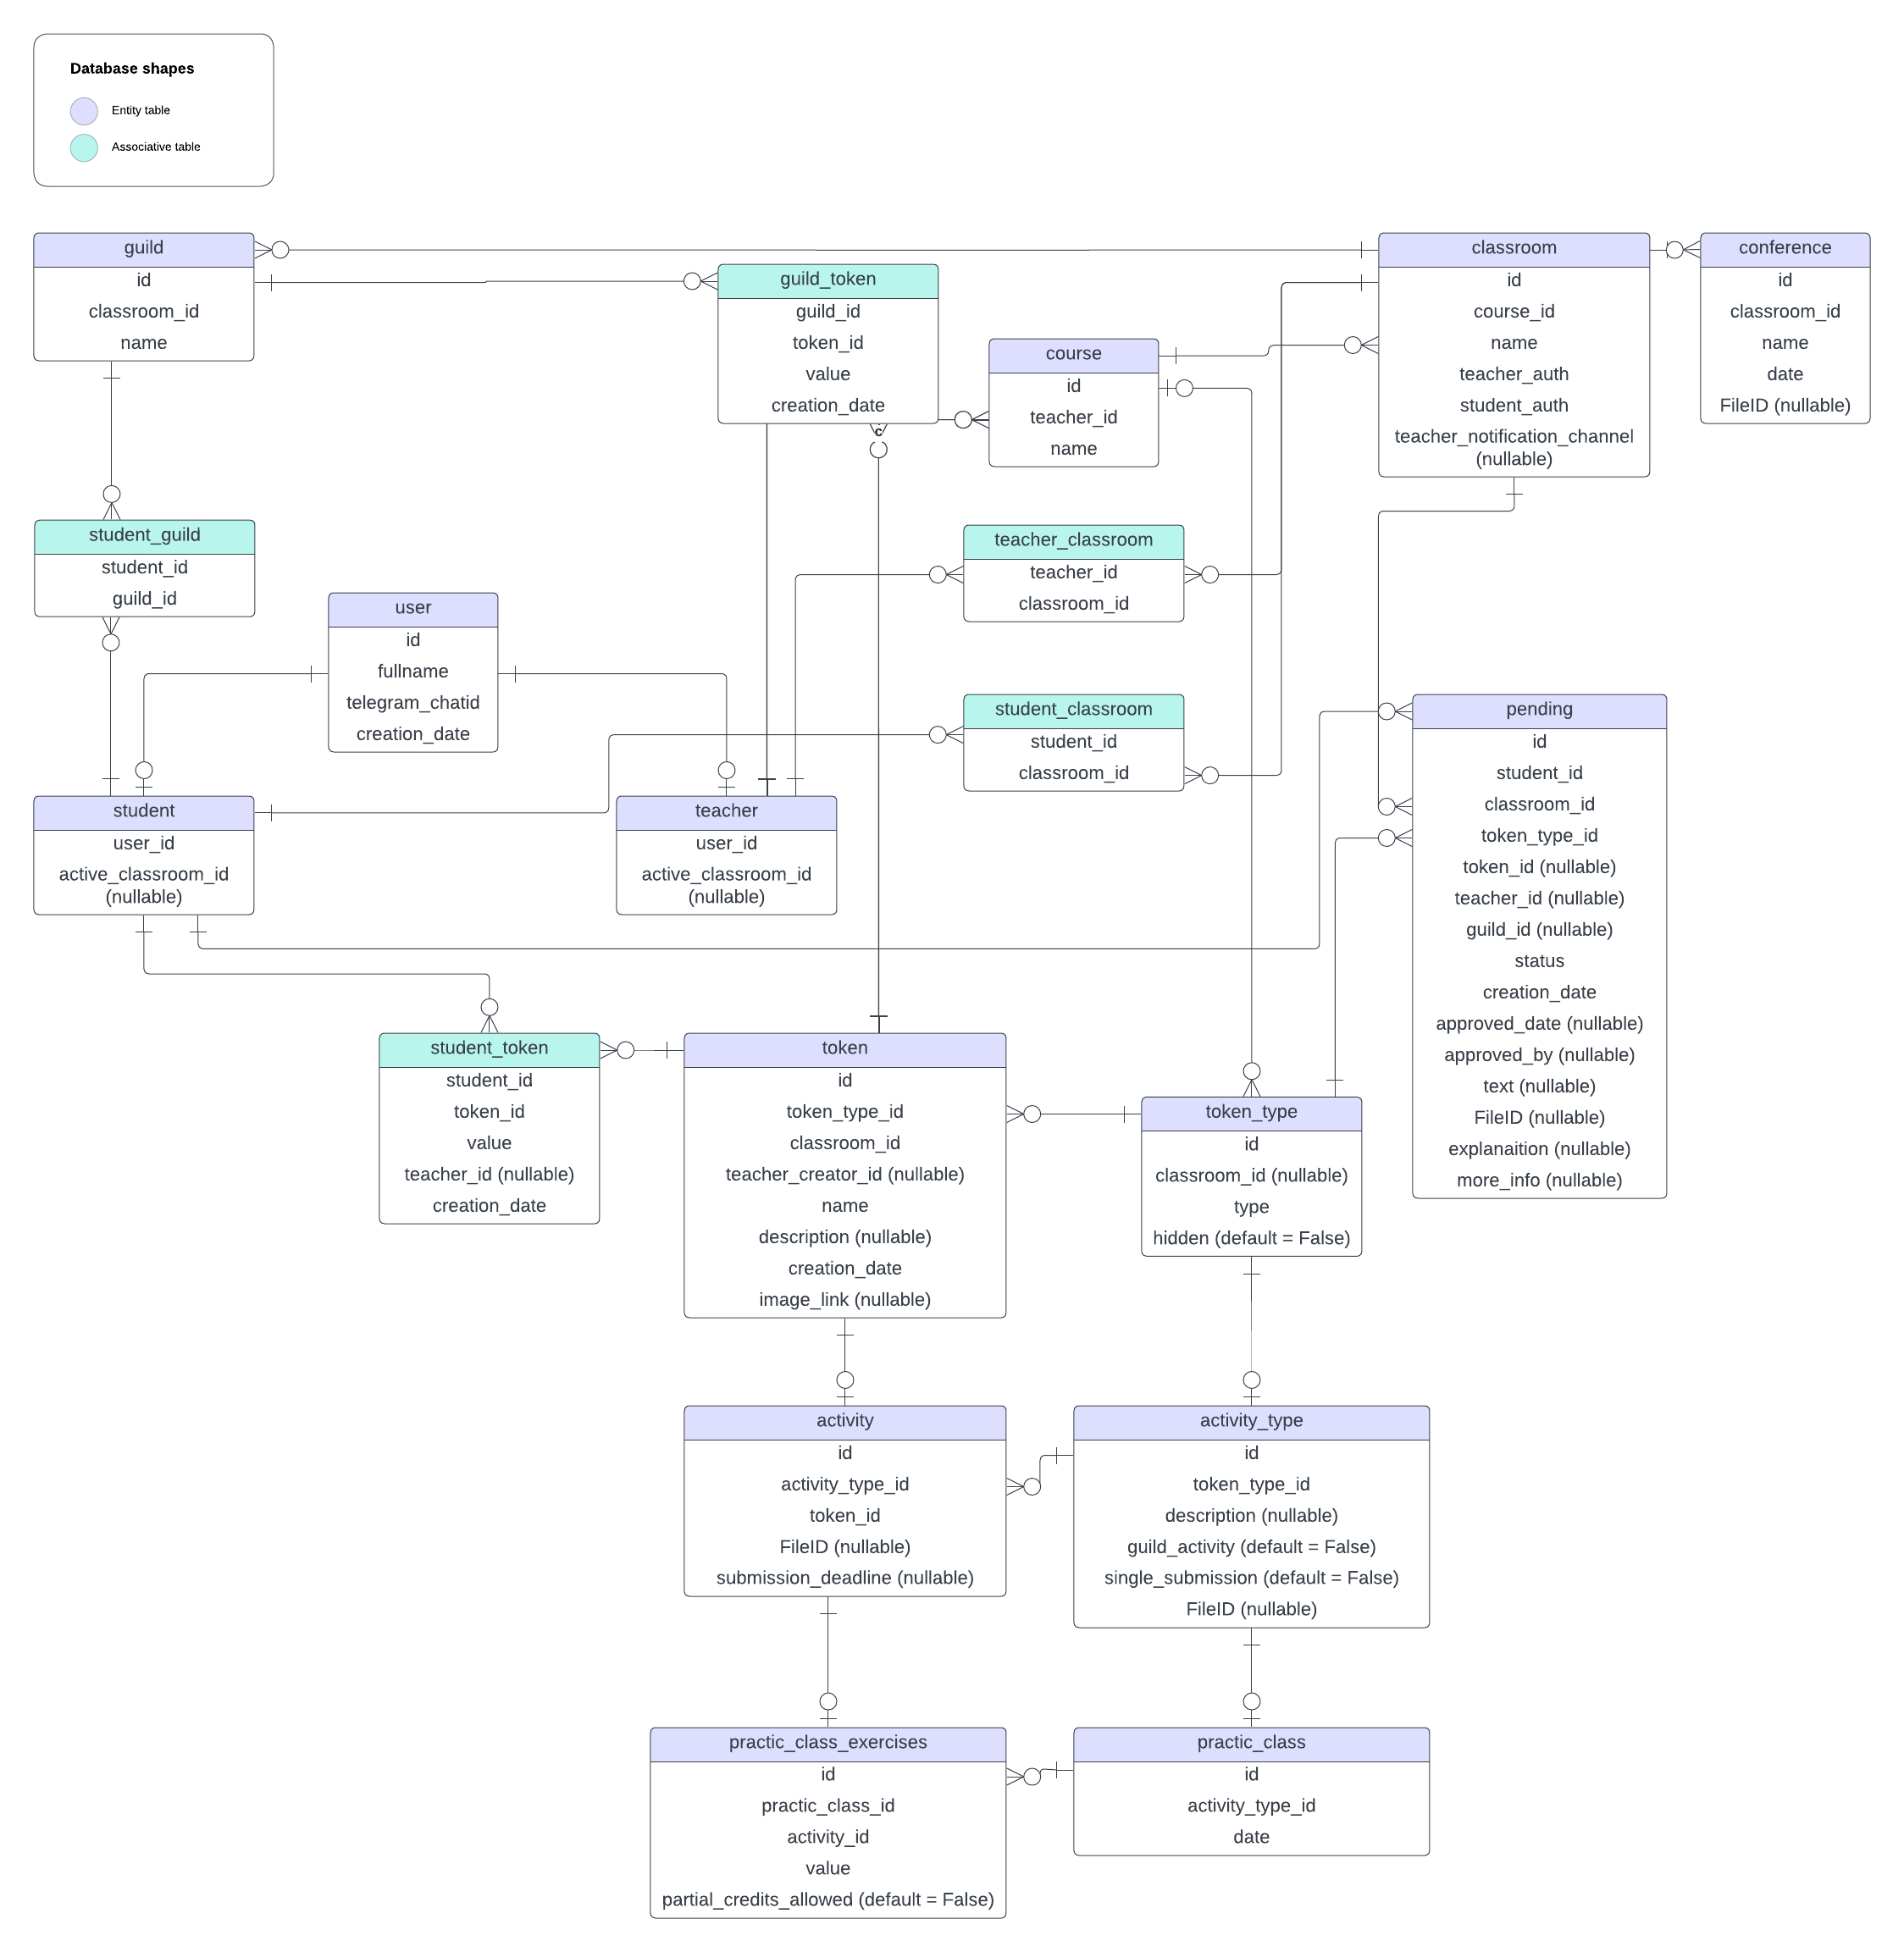 Database shapes
Entity table
Associative table
guild
id
classroom_id
name
guild_token
guild_id
token_id
value
creation_date
c
course
id
teacher_id
name
classroom
id
course_id
name
teacher_auth
student_auth
teacher_notification_channel
(nullable)
conference
id
classroom_id
name
date
FileID (nullable)
student_guild
student_id
guild_id
user
id
fullname
telegram_chatid
creation_date
teacher_classroom
teacher_id
classroom_id
student_classroom
student_id
classroom_id
student
user_id
active_classroom_id
(nullable)
teacher
user_id
active_classroom_id
(nullable)
pending
id
student_id
classroom_id
token_type_id
token_id (nullable)
teacher_id (nullable)
guild_id (nullable)
status
creation_date
approved_date (nullable)
approved_by (nullable)
text (nullable)
FileID (nullable)
explanaition (nullable)
more_info (nullable)
student_token
student_id
token_id
value
teacher_id (nullable)
creation_date
token
id
token_type_id
classroom_id
teacher_creator_id (nullable)
name
description (nullable)
creation_date
image_link (nullable)
token_type
id
classroom_id (nullable)
type
hidden (default = False)
activity
id
activity_type_id
token_id
FileID (nullable)
submission_deadline (nullable)
activity_type
id
token_type_id
description (nullable)
guild_activity (default = False)
single_submission (default = False)
FileID (nullable)
practic_class_exercises
id
practic_class_id
activity_id
value
partial_credits_allowed (default = False)
practic_class
id
activity_type_id
date